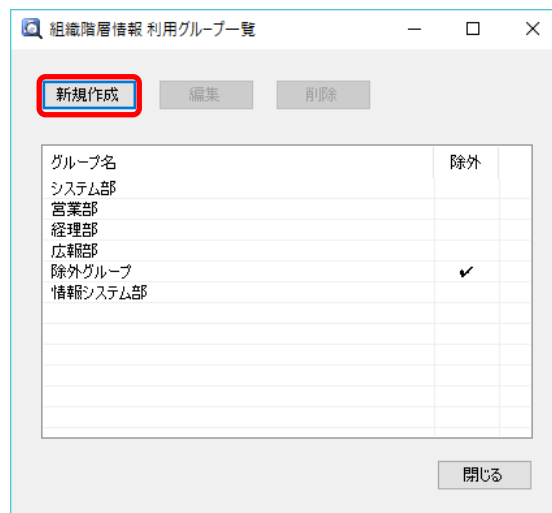 組織階層情報 利用グループ一覧
新規作成 編集 削除
グループ名 除外
システム部
営業部
経理部
広報部
除外グループ ✔
情報システム部
閉じる